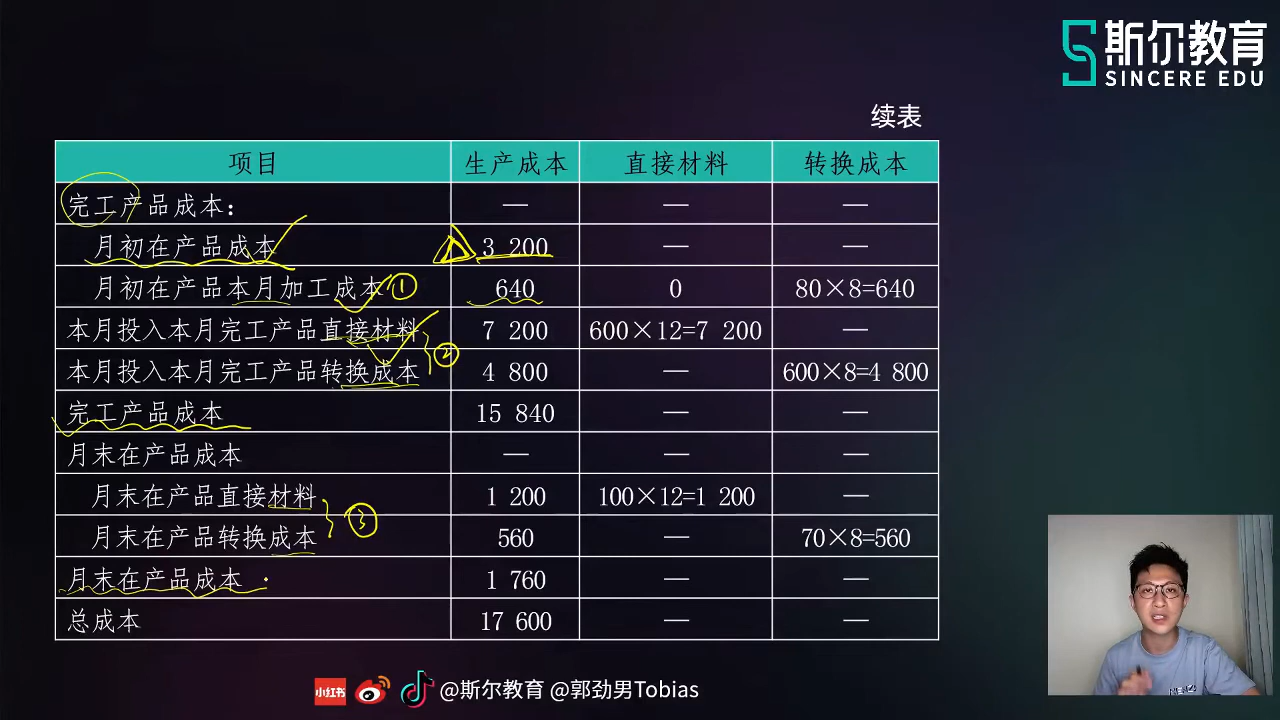 斯尔教育
SINCERE EDU
续表
项目 生产成本 直接材料 转换成本
完工产品成本： — — —
月初在产品成本 3 200 — —
月初在产品本月加工成本 ① 640 0 80×8=640
本月投入本月完工产品直接材料 7 200 600×12=7 200 —
②
本月投入本月完工产品转换成本 4 800 — 600×8=4 800
完工产品成本 15 840 — —
月末在产品成本 — — —
月末在产品直接材料 1 200 100×12=1 200 —
③
月末在产品转换成本 560 — 70×8=560
月末在产品成本 1 760 — —
总成本 17 600 — —
小红书 @斯尔教育 @郭劲男Tobias